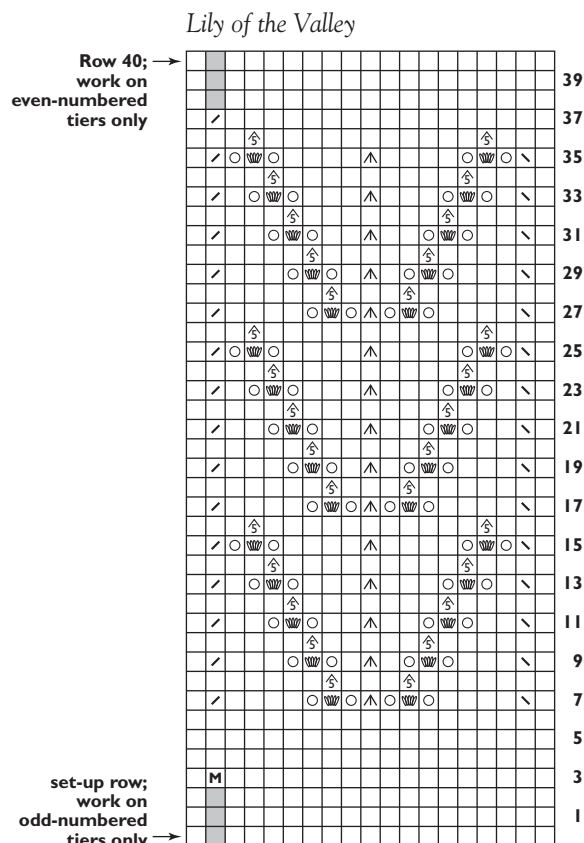 Lily of the Valley
Row 40;
work on
even-numbered
tiers only
39
37
35
33
31
29
27
25
23
21
19
17
15
13
11
9
7
5
M
3
1
set-up row;
work on
odd-numbered
tiers only